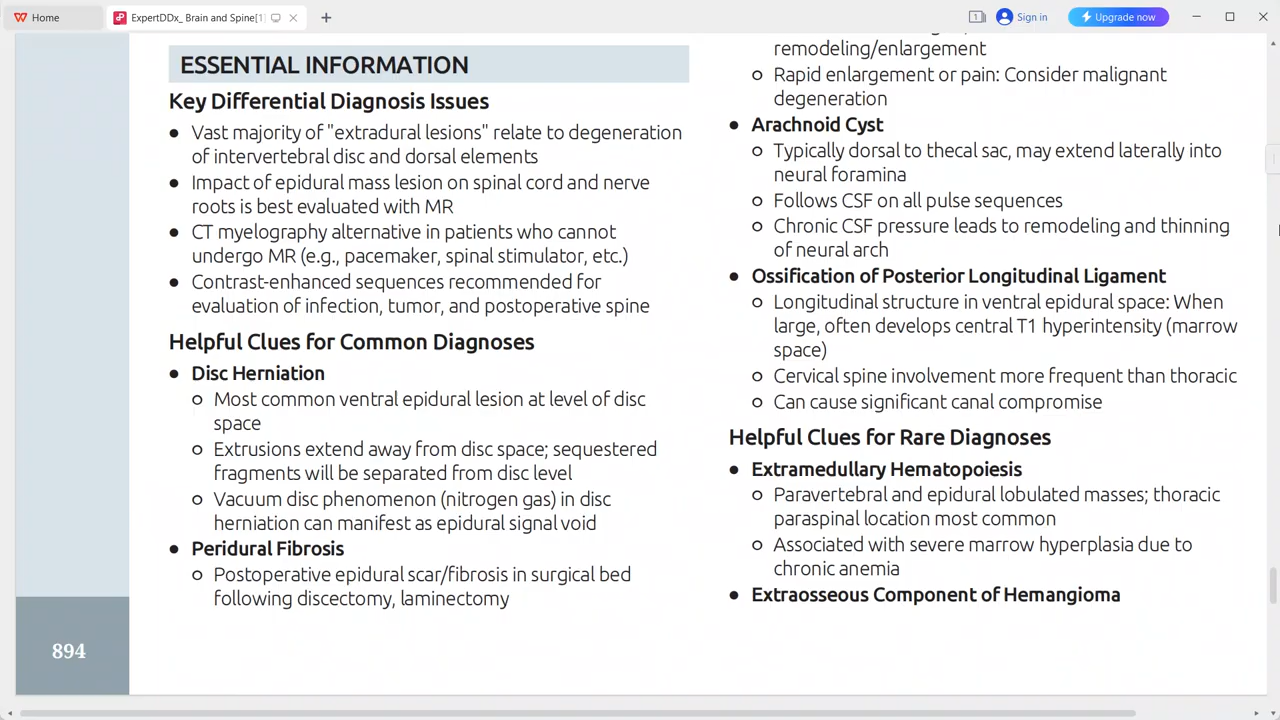 Home
ExpertDDx_ Brain and Spine[1]
Sign in
Upgrade now
ESSENTIAL INFORMATION
Key Differential Diagnosis Issues
● Vast majority of "extradural lesions" relate to degeneration
of intervertebral disc and dorsal elements
● Impact of epidural mass lesion on spinal cord and nerve
roots is best evaluated with MR
● CT myelography alternative in patients who cannot
undergo MR (e.g., pacemaker, spinal stimulator, etc.)
● Contrast-enhanced sequences recommended for
evaluation of infection, tumor, and postoperative spine
Helpful Clues for Common Diagnoses
● Disc Herniation
○ Most common ventral epidural lesion at level of disc
space
○ Extrusions extend away from disc space; sequestered
fragments will be separated from disc level
○ Vacuum disc phenomenon (nitrogen gas) in disc
herniation can manifest as epidural signal void
● Peridural Fibrosis
○ Postoperative epidural scar/fibrosis in surgical bed
following discectomy, laminectomy
894
remodeling/enlargement
○ Rapid enlargement or pain: Consider malignant
degeneration
● Arachnoid Cyst
○ Typically dorsal to thecal sac, may extend laterally into
neural foramina
○ Follows CSF on all pulse sequences
○ Chronic CSF pressure leads to remodeling and thinning
of neural arch
● Ossification of Posterior Longitudinal Ligament
○ Longitudinal structure in ventral epidural space: When
large, often develops central T1 hyperintensity (marrow
space)
○ Cervical spine involvement more frequent than thoracic
○ Can cause significant canal compromise
Helpful Clues for Rare Diagnoses
● Extramedullary Hematopoiesis
○ Paravertebral and epidural lobulated masses; thoracic
paraspinal location most common
○ Associated with severe marrow hyperplasia due to
chronic anemia
● Extraosseous Component of Hemangioma